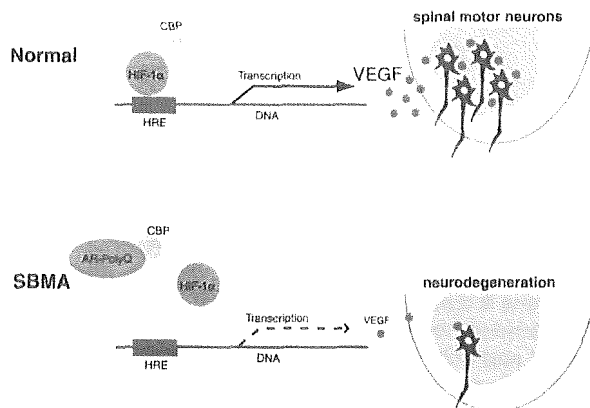 spinal motor neurons
CBP
Normal
HIF-1α
Transcription
VEGF
HRE
DNA
CBP
AR-PolyQ
SBMA
HIF-1α
neurodegeneration
Transcription
VEGF
HRE
DNA